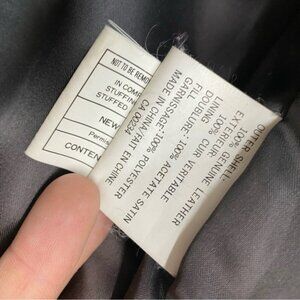 NOT TO BE REMO
IN COMP
STUFFIN
STUFFED
NEW
Permi
CONTEN
OUTER SHELL:
100% GENUINE LEATHER
EXTERIEUR:
100% CUIR VERITABLE
LINING
DOUBLURE: 100% ACETATE SATIN
FILL
GARNISSAGE: 100% POLYESTER
MADE IN CHINA/FAIT EN CHINE
CA 00234